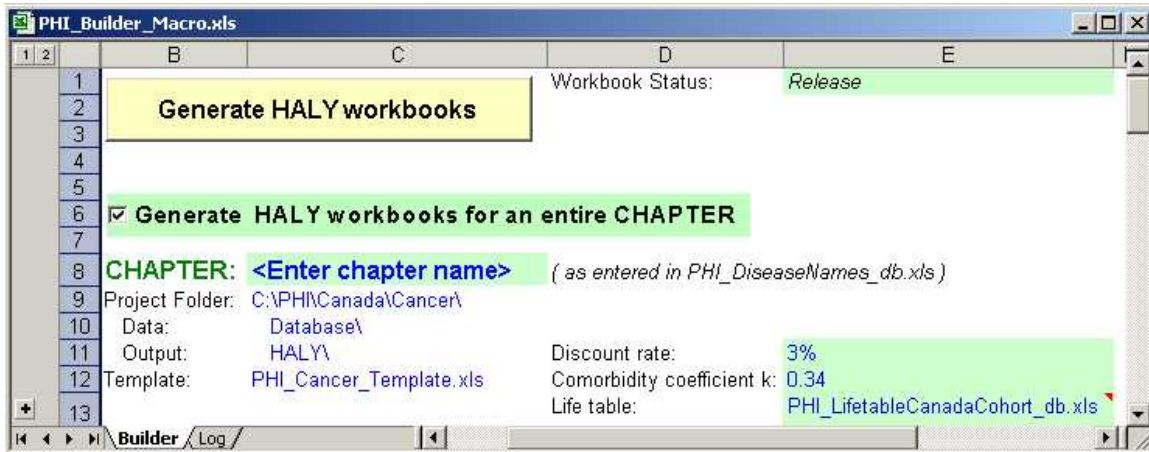 PHI_Builder_Macro.xls
1 2
B C D E
1 Workbook Status: Release
2 Generate HALY workbooks
3
4
5
6 Generate HALY workbooks for an entire CHAPTER
7
8 CHAPTER: <Enter chapter name> ( as entered in PHI_DiseaseNames_db.xls )
9 Project Folder: C:\PHI\Canada\Cancer\
10 Data: Database\
11 Output: HALY\ Discount rate: 3%
12 Template: PHI_Cancer_Template.xls Comorbidity coefficient k: 0.34
13 Life table: PHI_LifetableCanadaCohort_db.xls
Builder Log